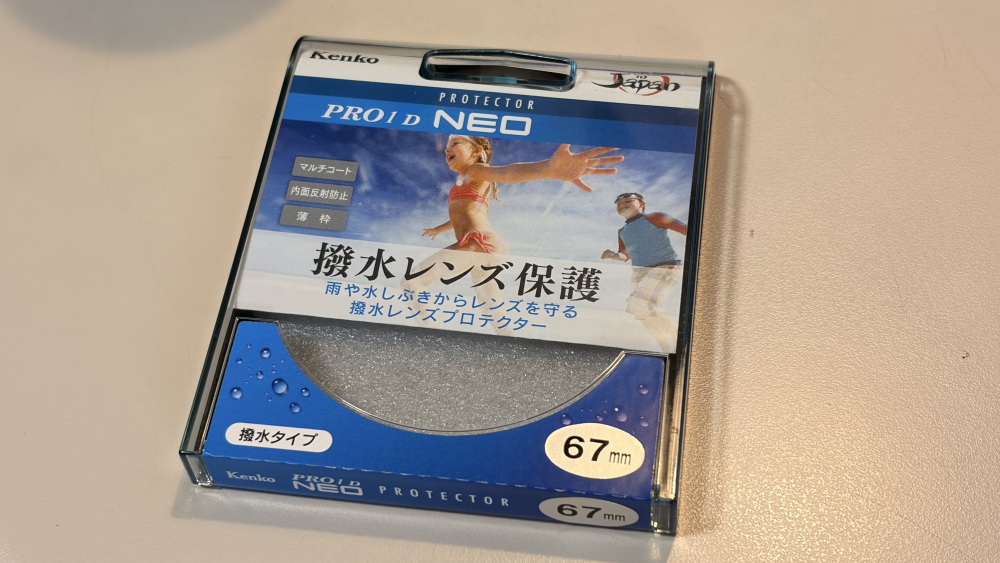 Kenko
Japan
PROTECTOR
PRO1D NEO
マルチコート
内面反射防止
薄 枠
撥水レンズ保護
雨や水しぶきからレンズを守る
撥水レンズプロテクター
撥水タイプ
67mm
Kenko PRO1D NEO PROTECTOR 67mm